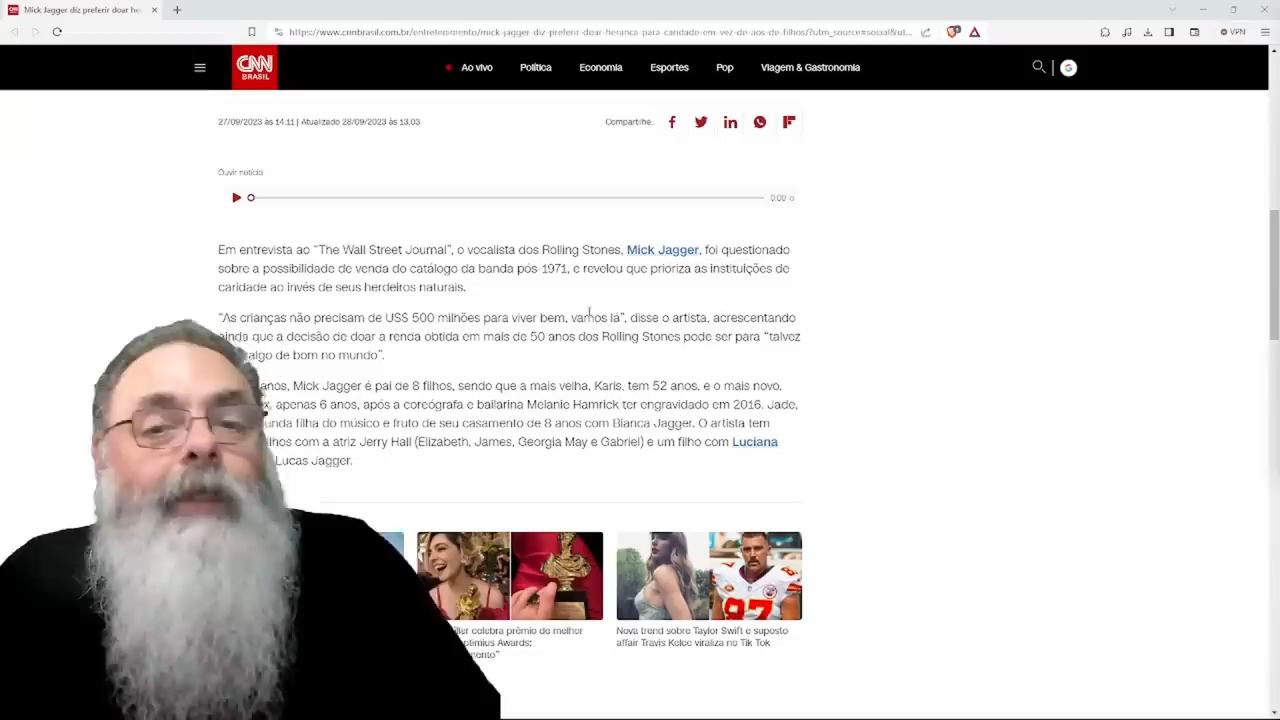 Mick Jagger diz preferir doar her
https://www.cnnbrasil.com.br/entretenimento/mick-jagger-diz-preferir-doar-heranca-para-caridade-em-vez-de-aos-de-filhos/?utm_source=social&ut...
VPN
CNN
BRASIL
Ao vivo Política Economia Esportes Pop Viagem & Gastronomia
27/09/2023 às 14:11 | Atualizado 28/09/2023 às 13:03
Compartilhe:
Ouvir notícia
0:00
Em entrevista ao “The Wall Street Journal”, o vocalista dos Rolling Stones, Mick Jagger, foi questionado
sobre a possibilidade de venda do catálogo da banda pós-1971, e revelou que prioriza as instituições de
caridade ao invés de seus herdeiros naturais.
“As crianças não precisam de US$ 500 milhões para viver bem, vamos lá”, disse o artista, acrescentando
ainda que a decisão de doar a renda obtida em mais de 50 anos dos Rolling Stones pode ser para “talvez
algo de bom no mundo”.
anos, Mick Jagger é pai de 8 filhos, sendo que a mais velha, Karis, tem 52 anos, e o mais novo,
apenas 6 anos, após a coreógrafa e bailarina Melanie Hamrick ter engravidado em 2016. Jade,
filha do músico e fruto de seu casamento de 8 anos com Bianca Jagger. O artista tem
com a atriz Jerry Hall (Elizabeth, James, Georgia May e Gabriel) e um filho com Luciana
Lucas Jagger.
celebra prêmio de melhor
Awards:
Nova trend sobre Taylor Swift e suposto
affair Travis Kelce viraliza no Tik Tok